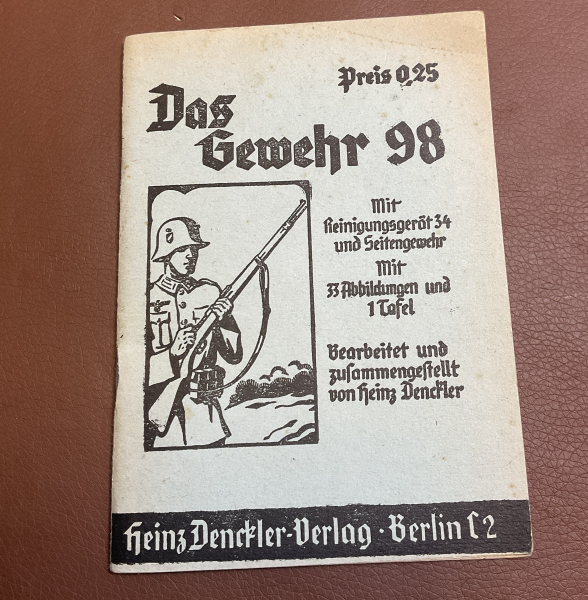 Preis 0,25
Das
Gewehr 98
Mit
Reinigungsgerät 34
und Seitengewehr
Mit
33 Abbildungen und
1 Tafel
Bearbeitet und
zusammengestellt
von Heinz Denckler
Heinz Denckler-Verlag · Berlin C2